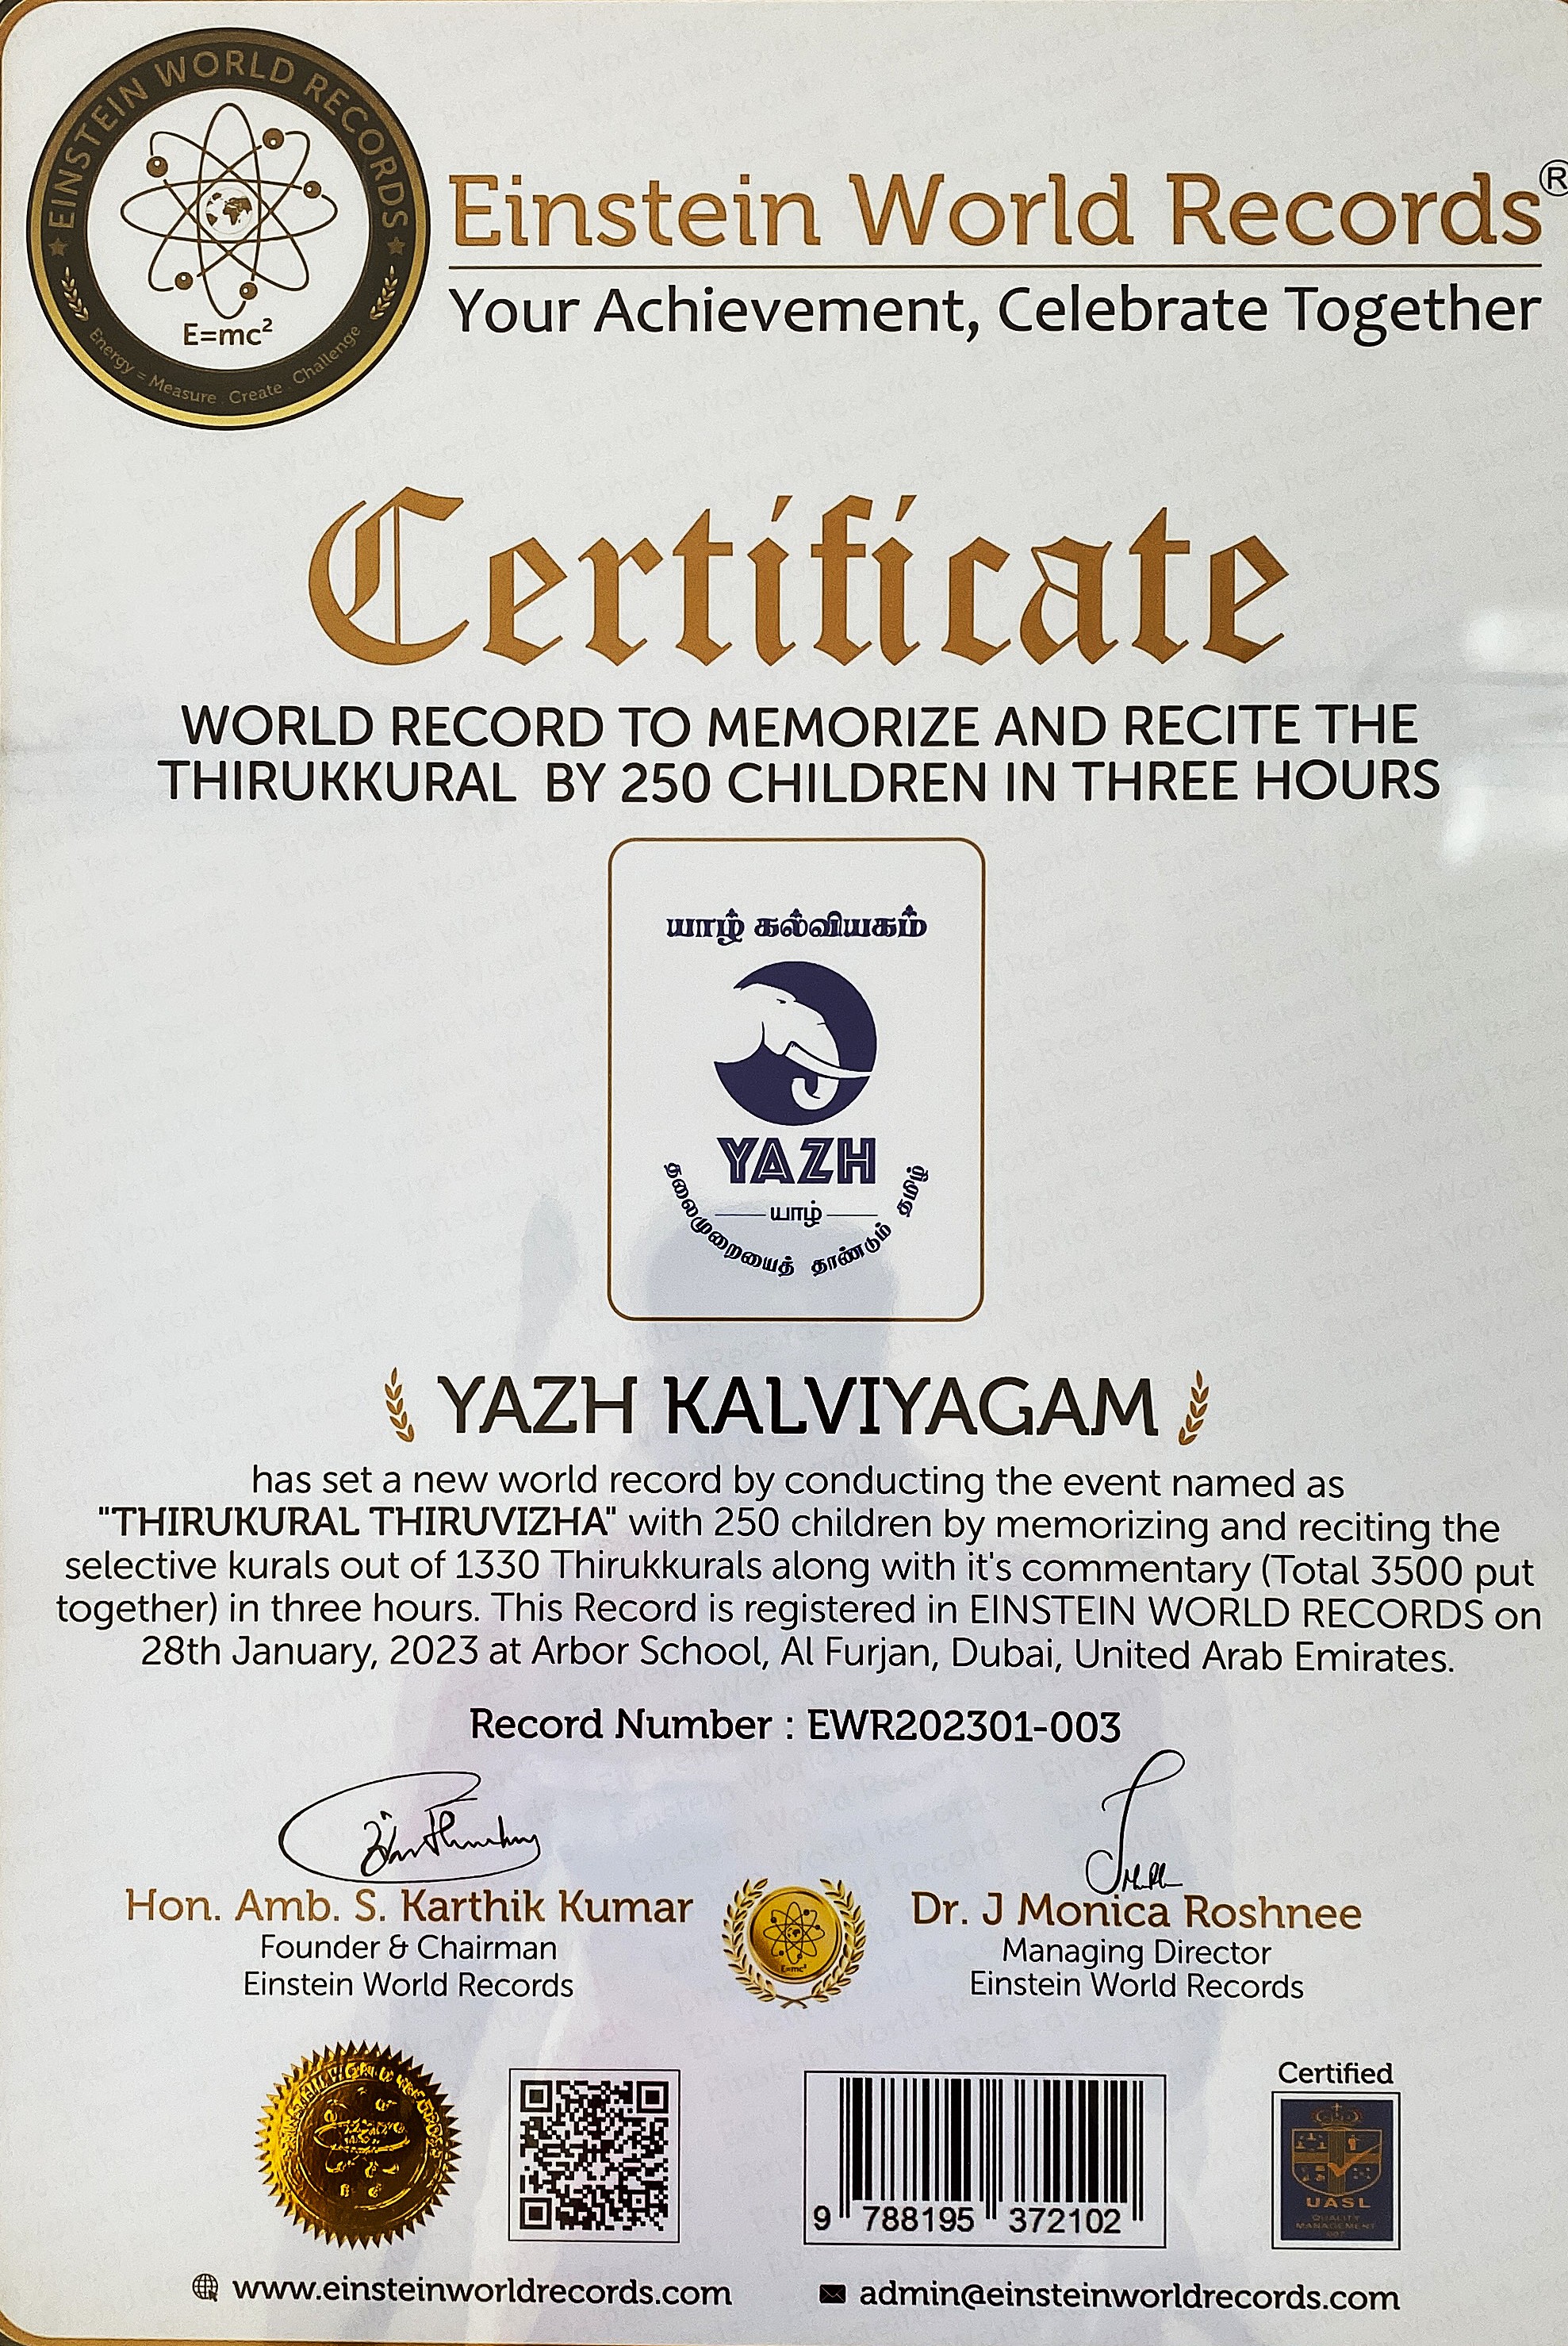 EINSTEIN WORLD RECORDS
E=mc²
Energy = Measure . Create . Challenge
Einstein World Records®
Your Achievement, Celebrate Together
Certificate
WORLD RECORD TO MEMORIZE AND RECITE THE
THIRUKKURAL BY 250 CHILDREN IN THREE HOURS
யாழ் கல்வியகம்
YAZH
யாழ்
தலைமுறையைத் தாண்டும் தமிழ்
YAZH KALVIYAGAM
has set a new world record by conducting the event named as
"THIRUKURAL THIRUVIZHA" with 250 children by memorizing and reciting the
selective kurals out of 1330 Thirukkurals along with it's commentary (Total 3500 put
together) in three hours. This Record is registered in EINSTEIN WORLD RECORDS on
28th January, 2023 at Arbor School, Al Furjan, Dubai, United Arab Emirates.
Record Number : EWR202301-003
Hon. Amb. S. Karthik Kumar
Founder & Chairman
Einstein World Records
E=mc²
Dr. J Monica Roshnee
Managing Director
Einstein World Records
Certified
UASL
QUALITY
MANAGEMENT
9 788195 372102
www.einsteinworldrecords.com
admin@einsteinworldrecords.com